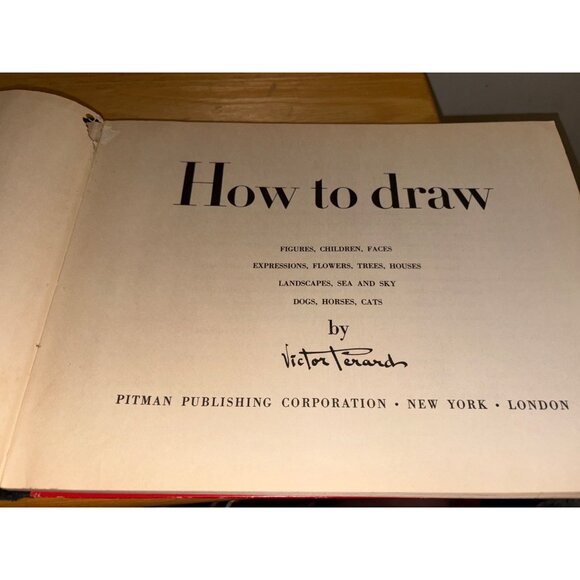 How to draw
FIGURES, CHILDREN, FACES
EXPRESSIONS, FLOWERS, TREES, HOUSES
LANDSCAPES, SEA AND SKY
DOGS, HORSES, CATS
by
Victor Perard
PITMAN PUBLISHING CORPORATION • NEW YORK • LONDON